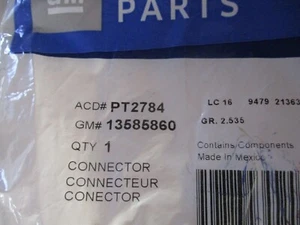 gm PARTS
ACD# PT2784
LC 16 9479 21363
GM# 13585860
GR. 2.535
QTY 1
Contains Components
Made In Mexico
CONNECTOR
CONNECTEUR
CONECTOR